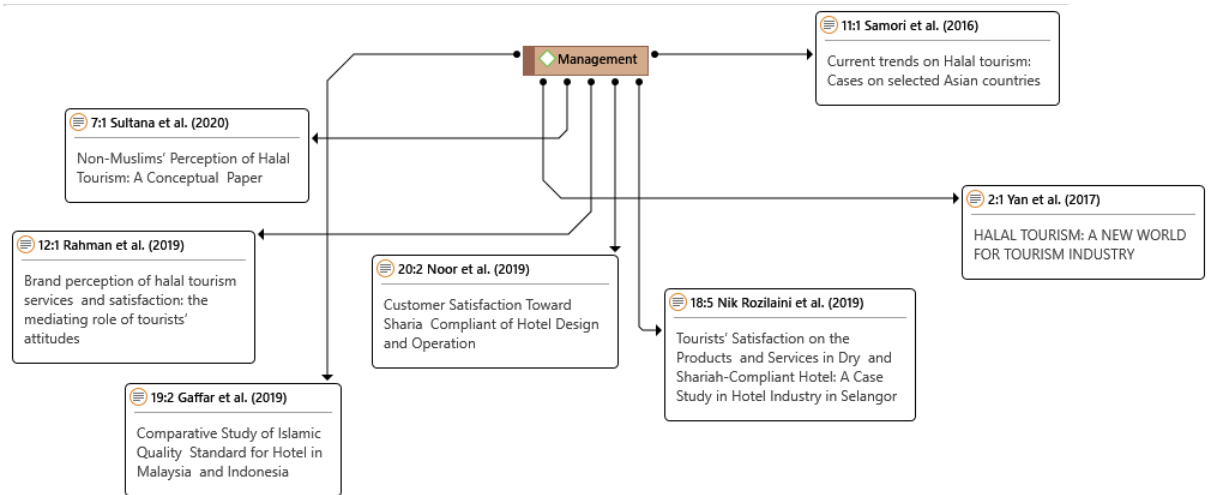 Management
11:1 Samori et al. (2016)
Current trends on Halal tourism:
Cases on selected Asian countries
7:1 Sultana et al. (2020)
Non-Muslims' Perception of Halal
Tourism: A Conceptual Paper
2:1 Yan et al. (2017)
HALAL TOURISM: A NEW WORLD
FOR TOURISM INDUSTRY
12:1 Rahman et al. (2019)
Brand perception of halal tourism
services and satisfaction: the
mediating role of tourists'
attitudes
20:2 Noor et al. (2019)
Customer Satisfaction Toward
Sharia Compliant of Hotel Design
and Operation
18:5 Nik Rozilaini et al. (2019)
Tourists' Satisfaction on the
Products and Services in Dry and
Shariah-Compliant Hotel: A Case
Study in Hotel Industry in Selangor
19:2 Gaffar et al. (2019)
Comparative Study of Islamic
Quality Standard for Hotel in
Malaysia and Indonesia